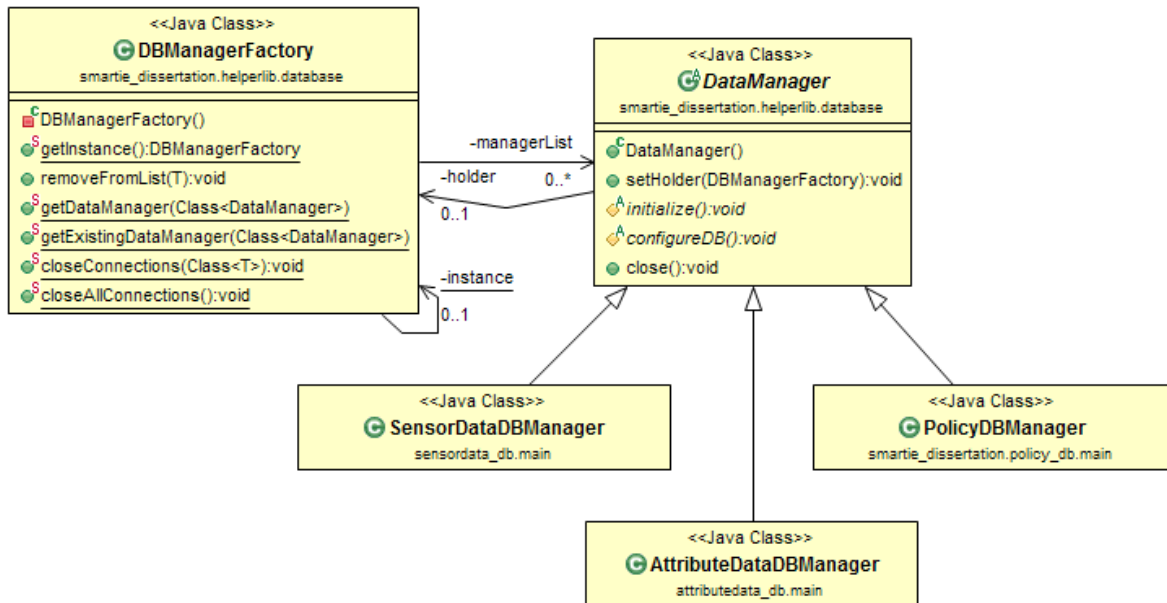 <<Java Class>>
DBManagerFactory
smartie_dissertation.helperlib.database
DBManagerFactory()
getInstance():DBManagerFactory
removeFromList(T):void
getDataManager(Class<DataManager>)
getExistingDataManager(Class<DataManager>)
closeConnections(Class<T>):void
closeAllConnections():void
-managerList
0..*
-holder
0..1
-instance
0..1
<<Java Class>>
DataManager
smartie_dissertation.helperlib.database
DataManager()
setHolder(DBManagerFactory):void
initialize():void
configureDB():void
close():void
<<Java Class>>
SensorDataDBManager
sensordata_db.main
<<Java Class>>
PolicyDBManager
smartie_dissertation.policy_db.main
<<Java Class>>
AttributeDataDBManager
attributedata_db.main